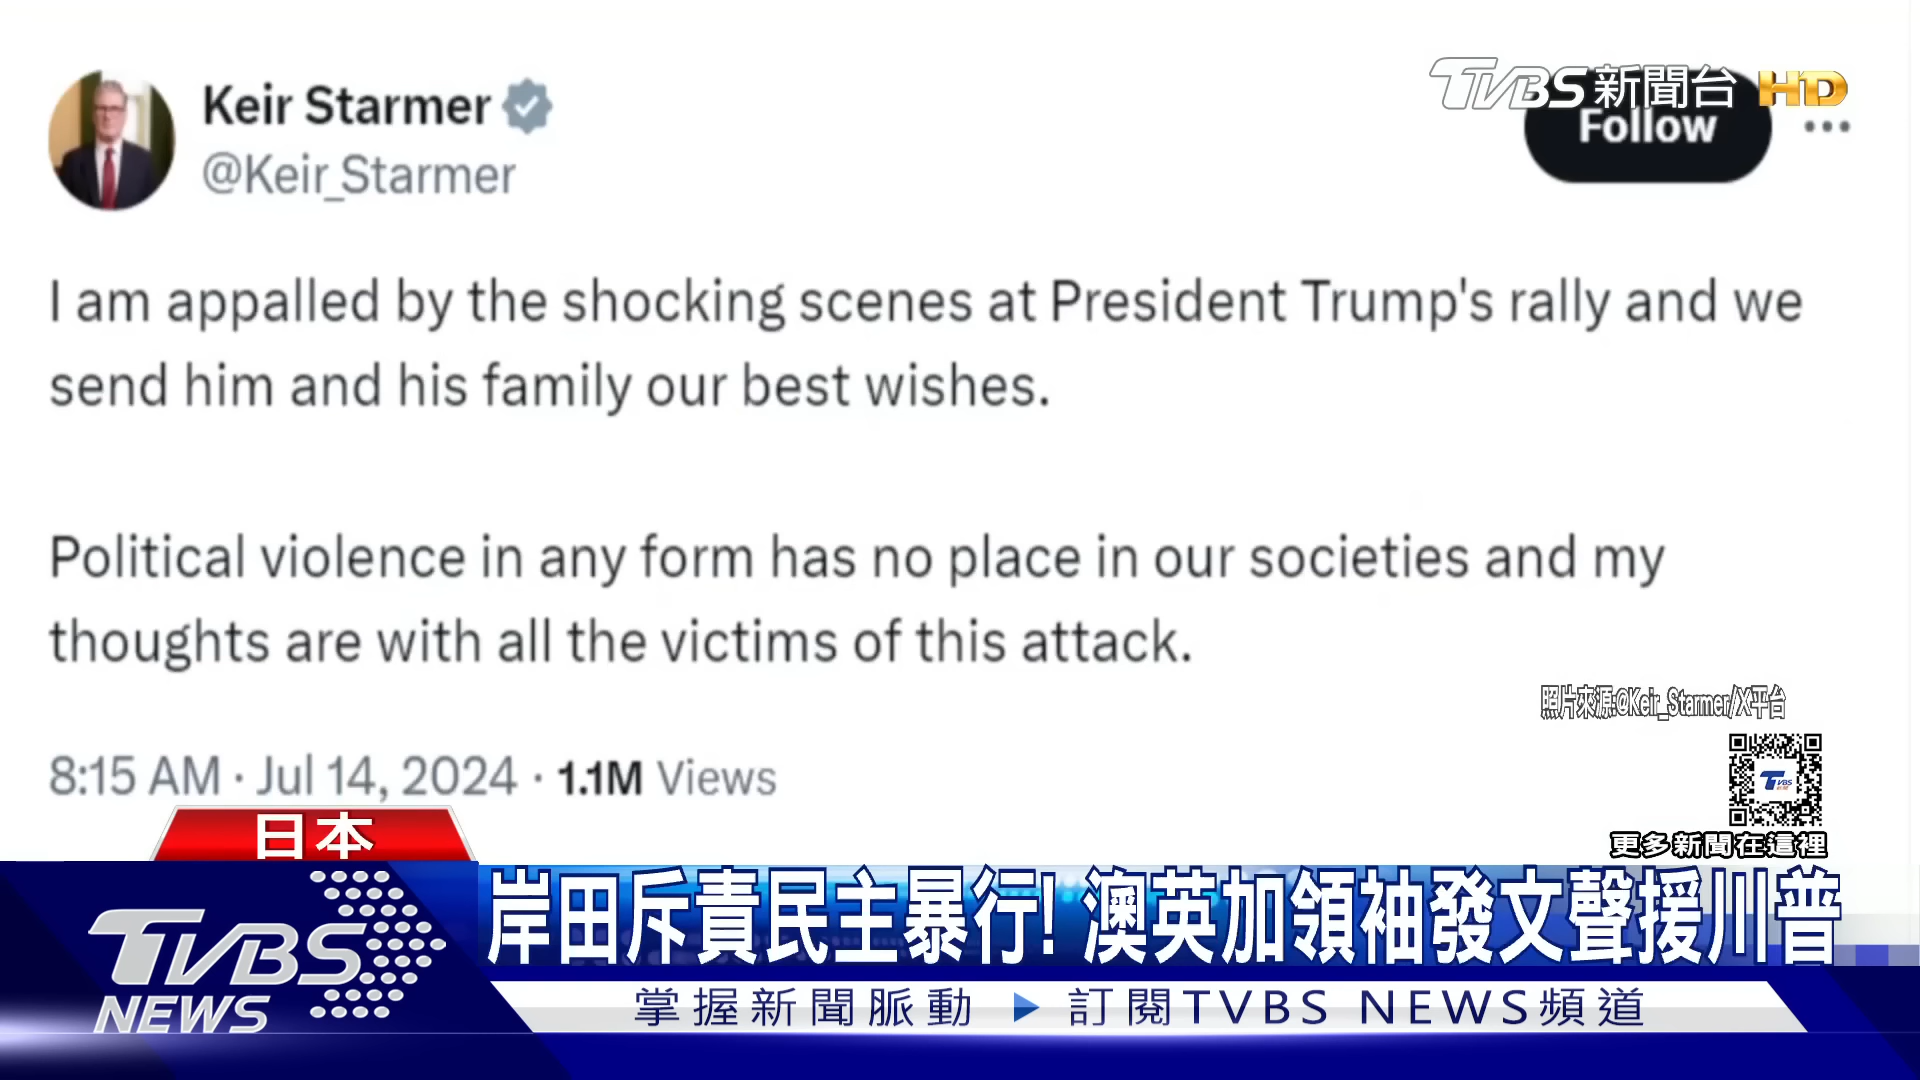 Keir Starmer
@Keir_Starmer
TVBS新聞台 HD
Follow
I am appalled by the shocking scenes at President Trump's rally and we
send him and his family our best wishes.
Political violence in any form has no place in our societies and my
thoughts are with all the victims of this attack.
照片來源:@Keir_Starmer/X平台
8:15 AM · Jul 14, 2024 · 1.1M Views
TVBS
新聞
更多新聞在這裡
日本
岸田斥責民主暴行! 澳英加領袖發文聲援川普
TVBS
NEWS
掌握新聞脈動 ▶ 訂閱TVBS NEWS頻道